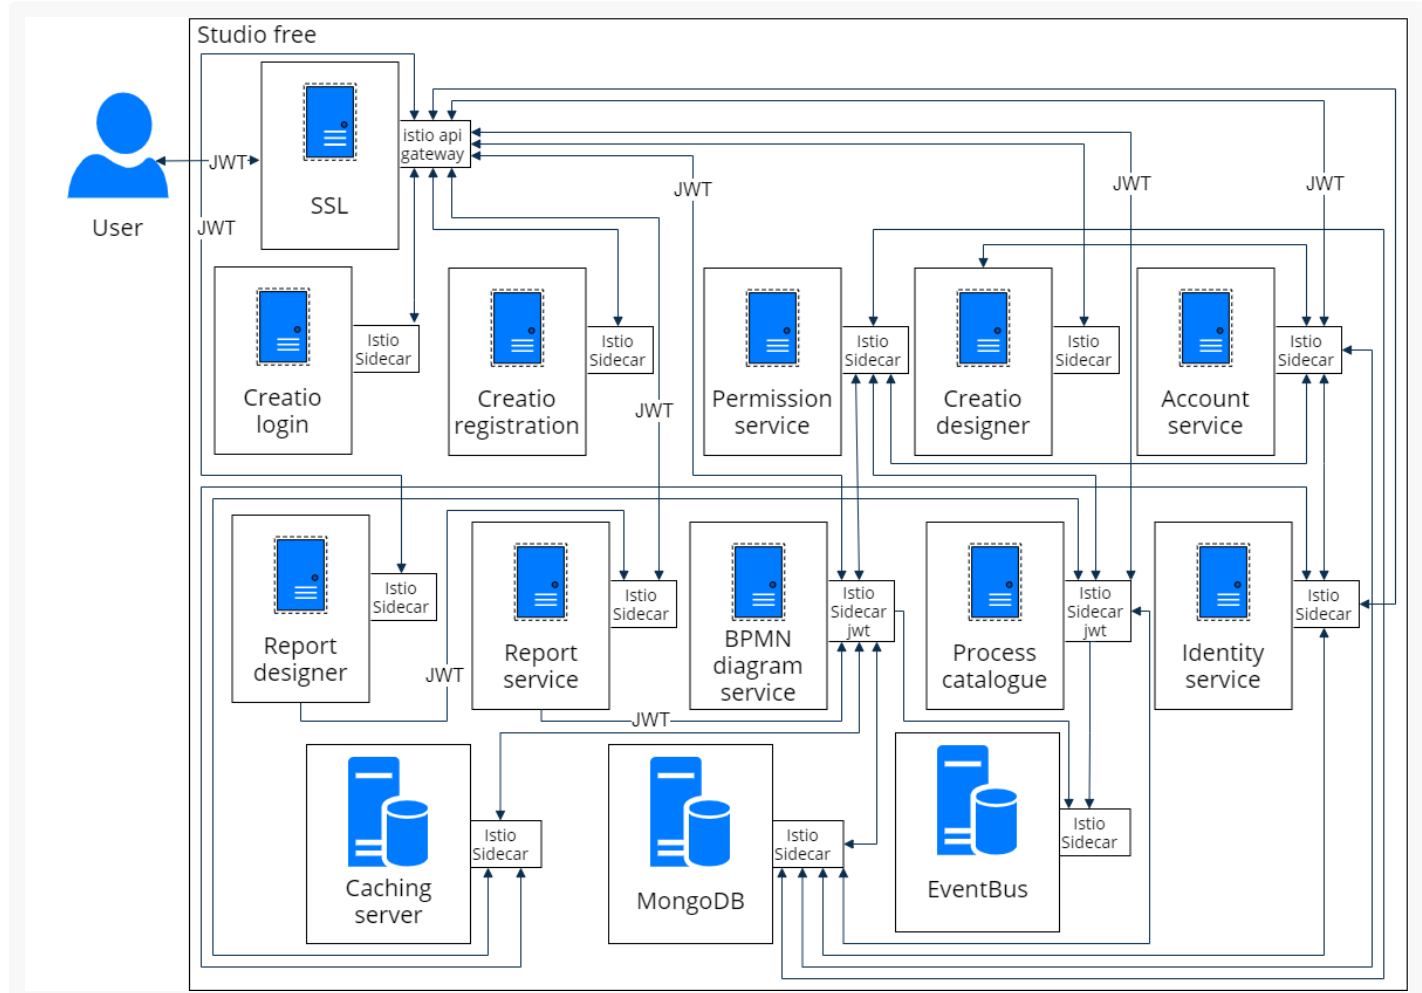 Studio free
istio api
gateway
JWT
SSL
User
JWT
JWT
JWT
JWT
Creatio
login
Istio
Sidecar
Creatio
registration
Istio
Sidecar
JWT
Permission
service
Istio
Sidecar
Creatio
designer
Istio
Sidecar
Account
service
Istio
Sidecar
Report
designer
Istio
Sidecar
JWT
Report
service
Istio
Sidecar
BPMN
diagram
service
Istio
Sidecar
jwt
Process
catalogue
Istio
Sidecar
jwt
Identity
service
Istio
Sidecar
JWT
Caching
server
Istio
Sidecar
MongoDB
Istio
Sidecar
EventBus
Istio
Sidecar